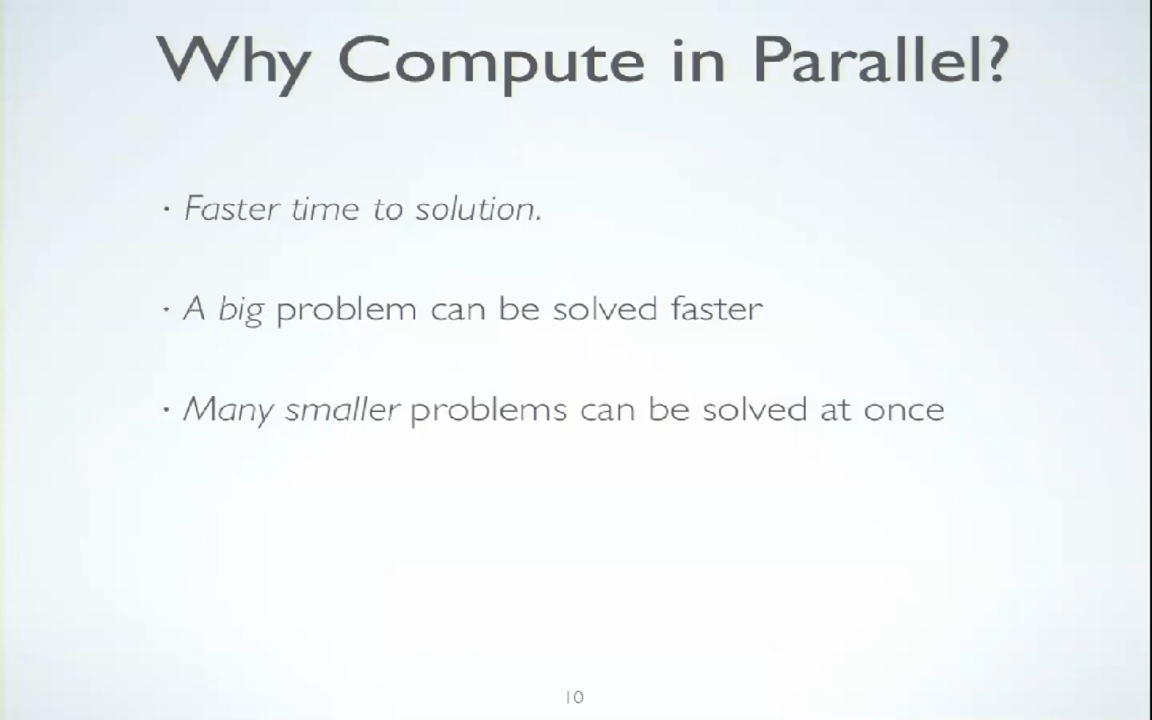 Why Compute in Parallel?
· Faster time to solution.
· A big problem can be solved faster
· Many smaller problems can be solved at once
10